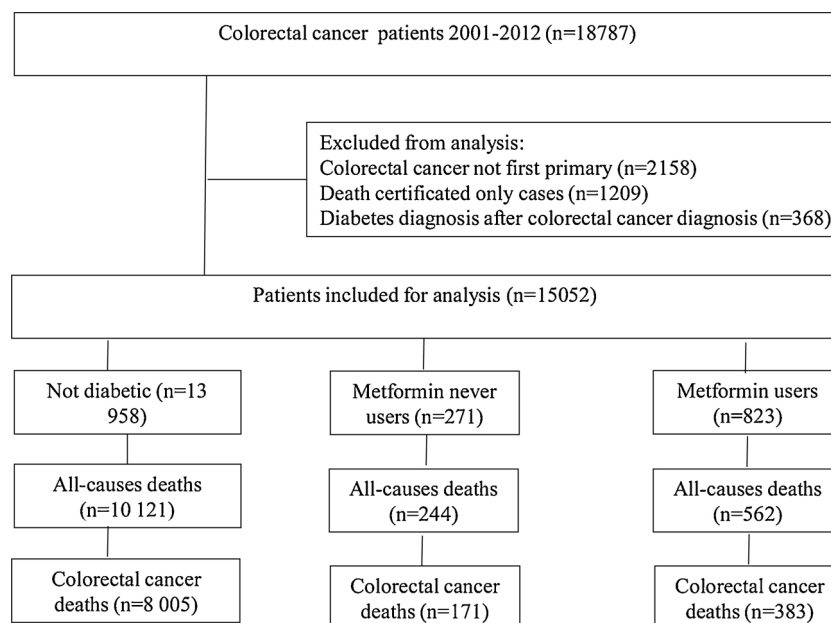 Colorectal cancer patients 2001-2012 (n=18787)
Excluded from analysis:
Colorectal cancer not first primary (n=2158)
Death certificated only cases (n=1209)
Diabetes diagnosis after colorectal cancer diagnosis (n=368)
Patients included for analysis (n=15052)
Not diabetic (n=13
958)
Metformin never
users (n=271)
Metformin users
(n=823)
All-causes deaths
(n=10 121)
All-causes deaths
(n=244)
All-causes deaths
(n=562)
Colorectal cancer
deaths (n=8 005)
Colorectal cancer
deaths (n=171)
Colorectal cancer
deaths (n=383)